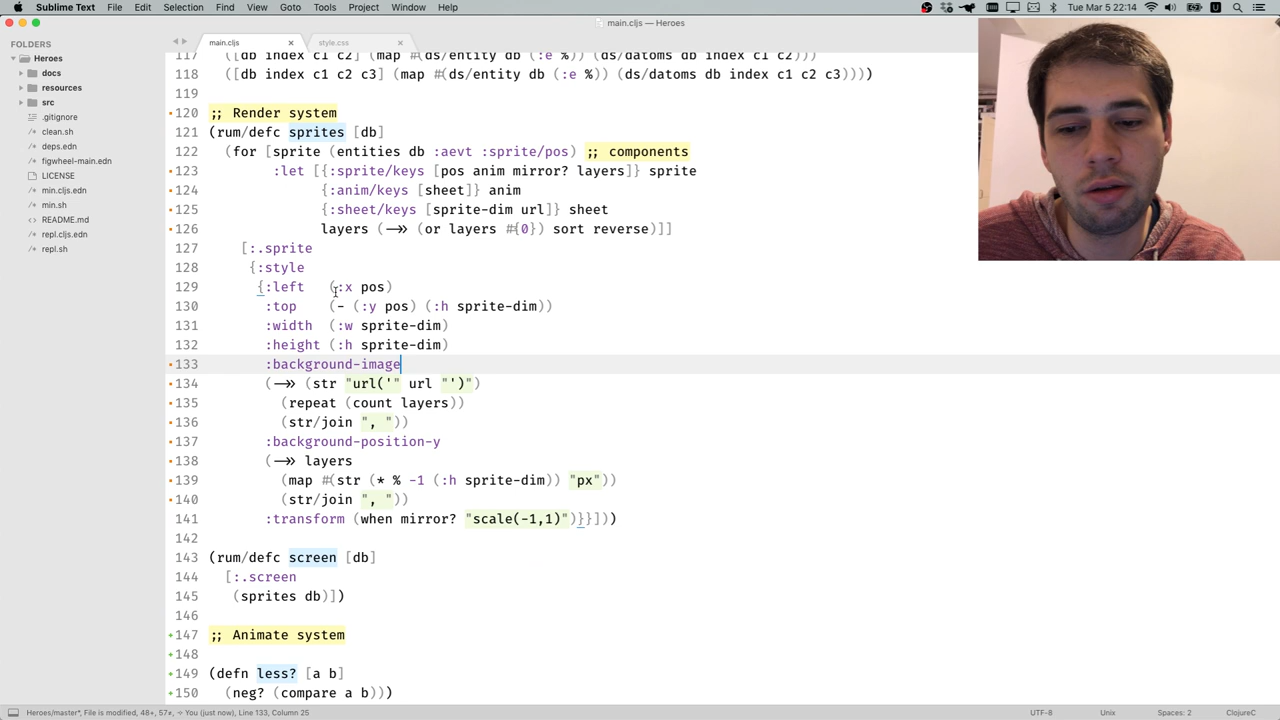 Sublime Text File Edit Selection Find View Goto Tools Project Window Help
Tue Mar 5 22:14
main.cljs — Heroes
FOLDERS
Heroes
docs
resources
src
.gitignore
clean.sh
deps.edn
figwheel-main.edn
LICENSE
min.cljs.edn
min.sh
README.md
repl.cljs.edn
repl.sh
main.cljs
style.css
117 ([db index c1 c2] (map #(ds/entity db (:e %)) (ds/datoms db index c1 c2)))
118 ([db index c1 c2 c3] (map #(ds/entity db (:e %)) (ds/datoms db index c1 c2 c3))))
119
120 ;; Render system
121 (rum/defc sprites [db]
122 (for [sprite (entities db :aevt :sprite/pos) ;; components
123 :let [{:sprite/keys [pos anim mirror? layers]} sprite
124 {:anim/keys [sheet]} anim
125 {:sheet/keys [sprite-dim url]} sheet
126 layers (->> (or layers #{0}) sort reverse)]]
127 [:.sprite
128 {:style
129 {:left (:x pos)
130 :top (- (:y pos) (:h sprite-dim))
131 :width (:w sprite-dim)
132 :height (:h sprite-dim)
133 :background-image
134 (->> (str "url('" url "')")
135 (repeat (count layers))
136 (str/join ", "))
137 :background-position-y
138 (->> layers
139 (map #(str (* % -1 (:h sprite-dim)) "px"))
140 (str/join ", "))
141 :transform (when mirror? "scale(-1,1)")}}]))
142
143 (rum/defc screen [db]
144 [:.screen
145 (sprites db)])
146
147 ;; Animate system
148
149 (defn less? [a b]
150 (neg? (compare a b)))
Heroes/master*, File is modified, 48+, 57≠, → You (just now), Line 133, Column 25
UTF-8
Unix
Spaces: 2
ClojureC